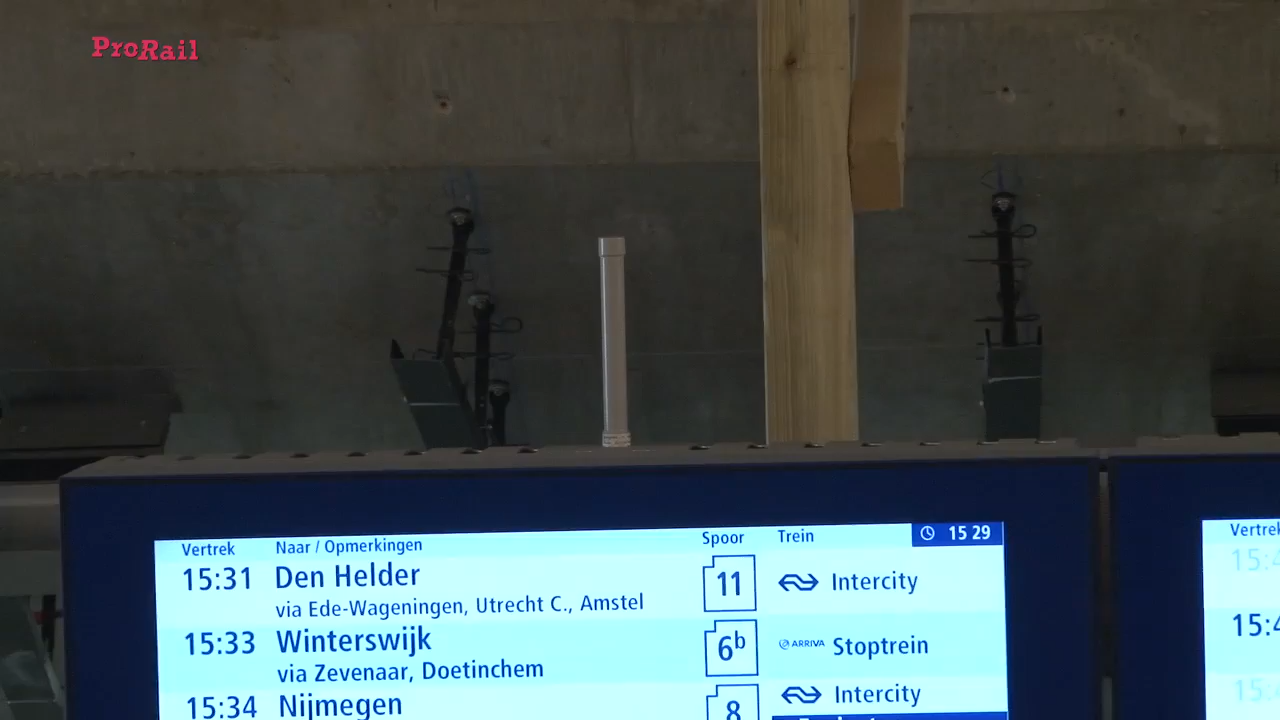 ProRail
Vertrek Naar / Opmerkingen Spoor Trein 15 29
15:31 Den Helder 11 Intercity
via Ede-Wageningen, Utrecht C., Amstel
15:33 Winterswijk 6b ARRIVA Stoptrein
via Zevenaar, Doetinchem
15:34 Nijmegen 8 Intercity
Vertrek